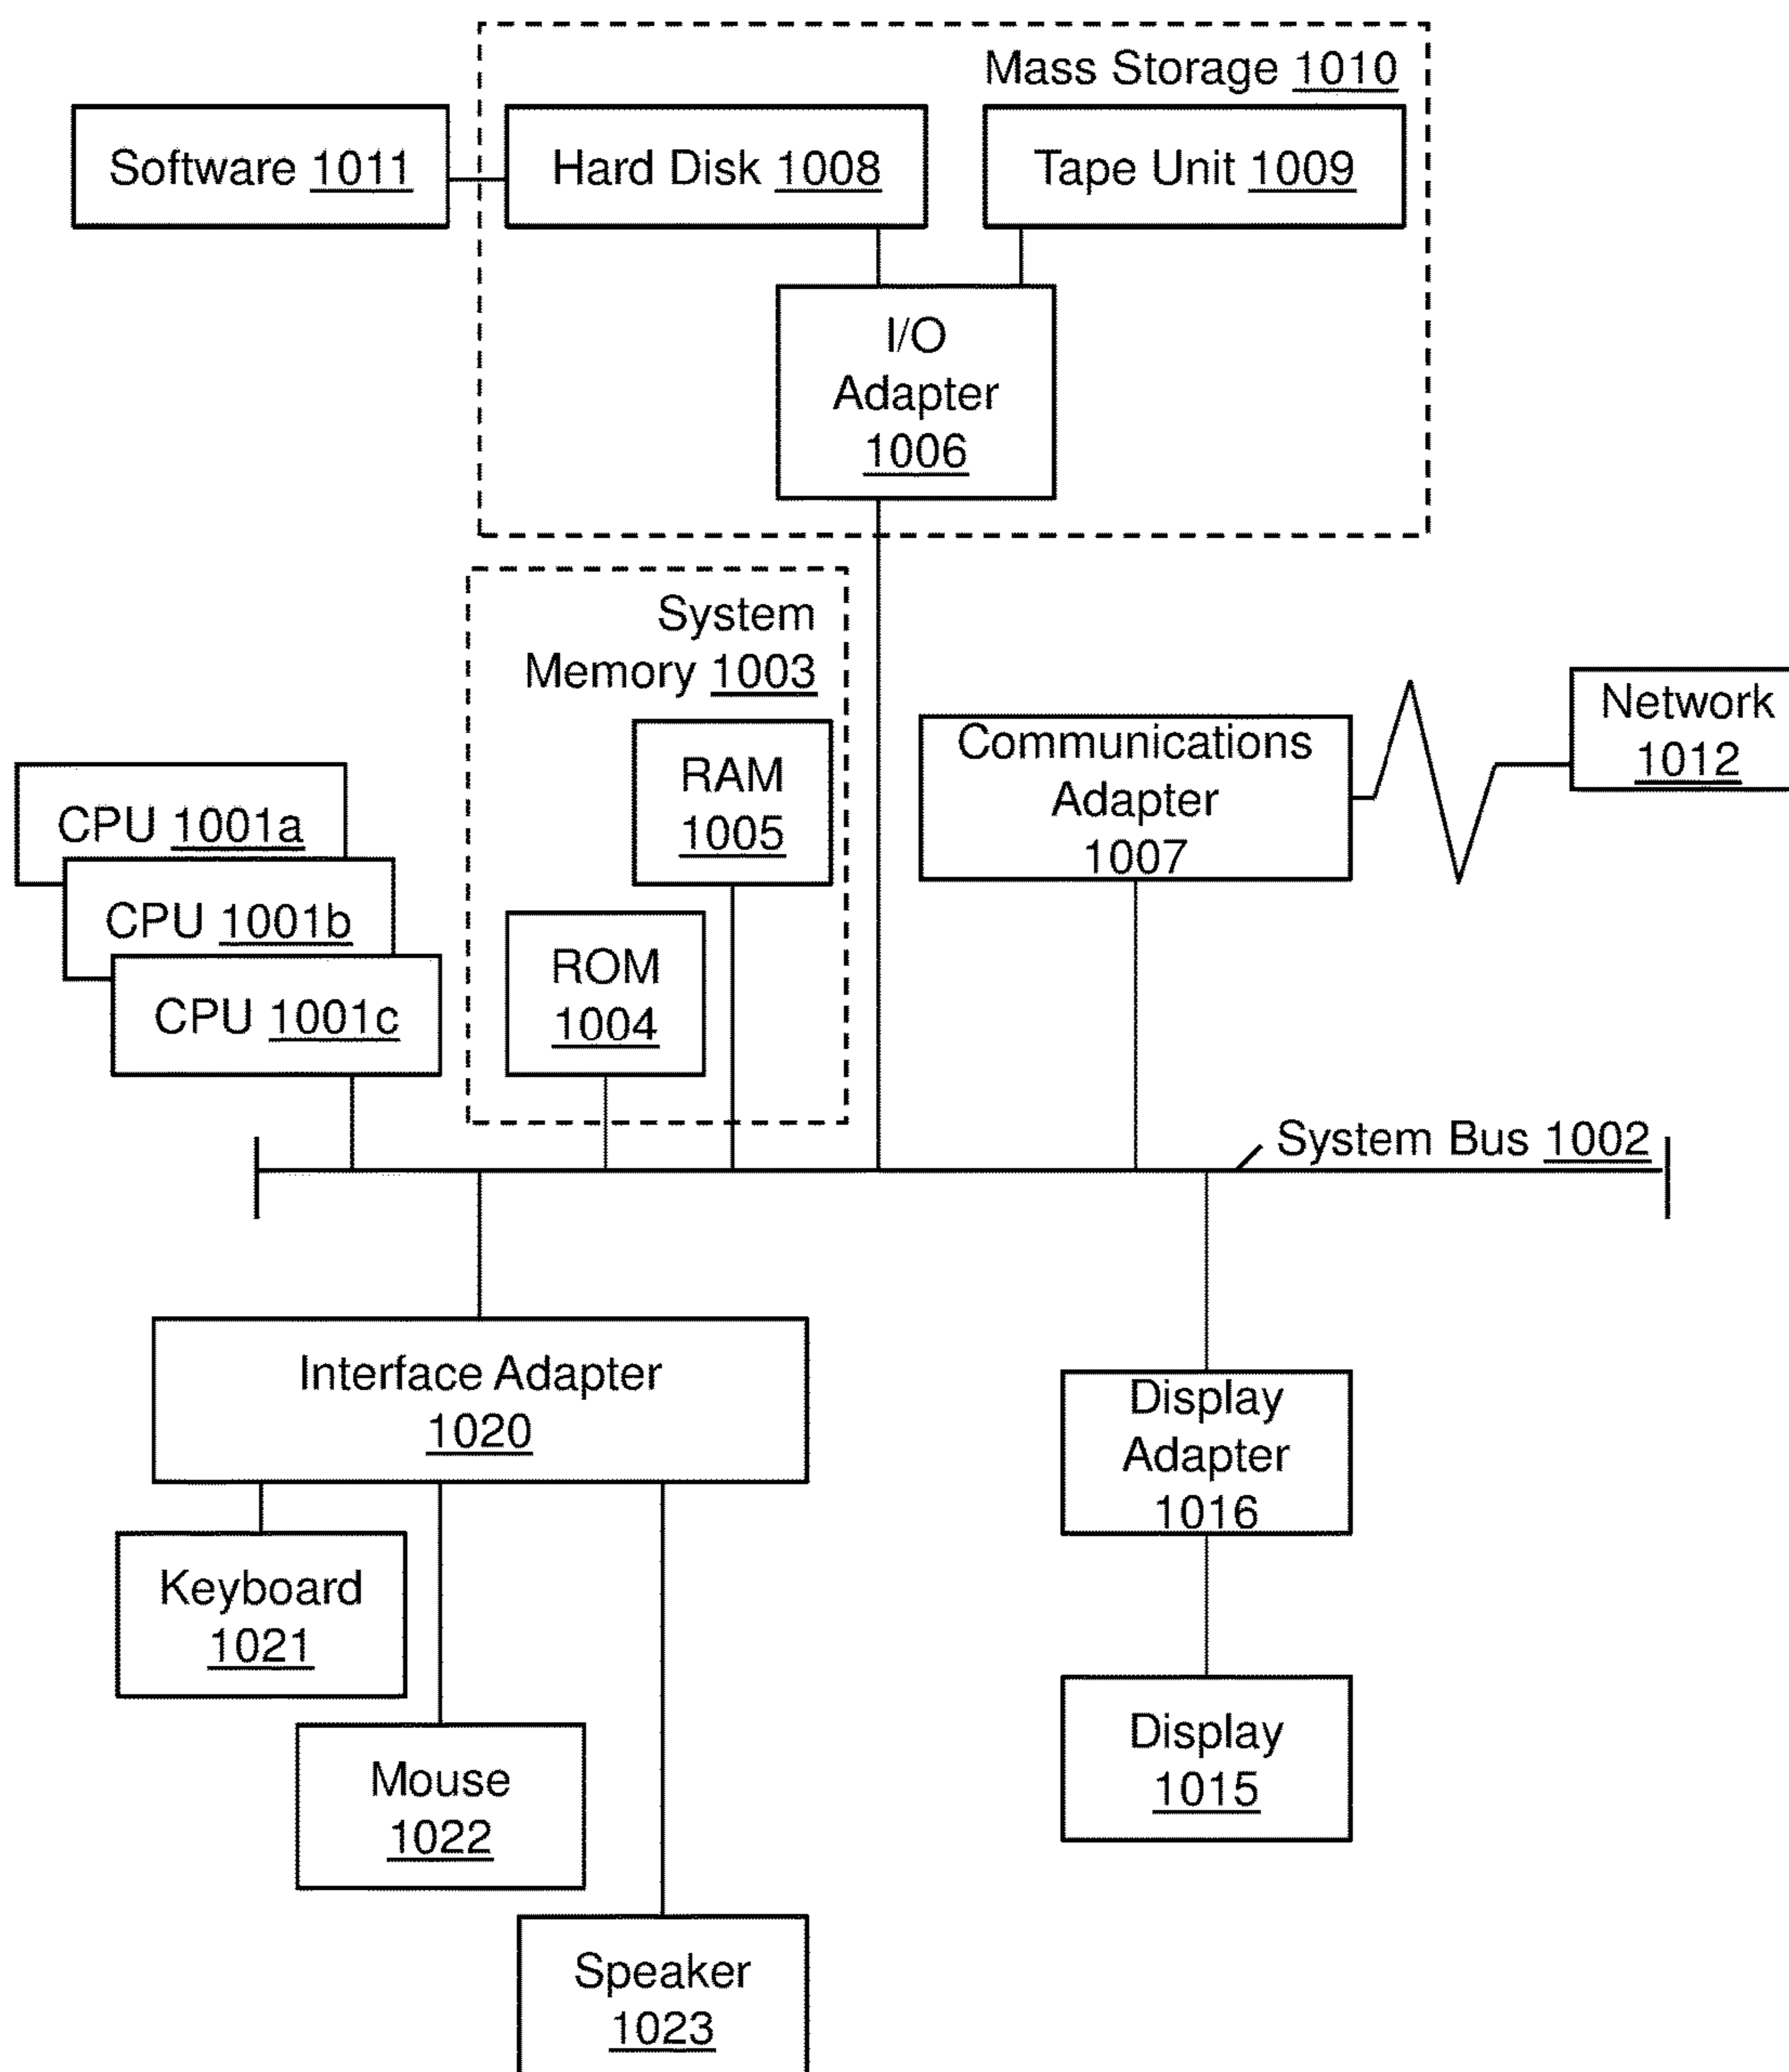 Mass Storage 1010
Software 1011
Hard Disk 1008
Tape Unit 1009
I/O
Adapter
1006
System
Memory 1003
RAM
1005
ROM
1004
CPU 1001a
CPU 1001b
CPU 1001c
Communications
Adapter
1007
Network
1012
System Bus 1002
Interface Adapter
1020
Keyboard
1021
Mouse
1022
Speaker
1023
Display
Adapter
1016
Display
1015